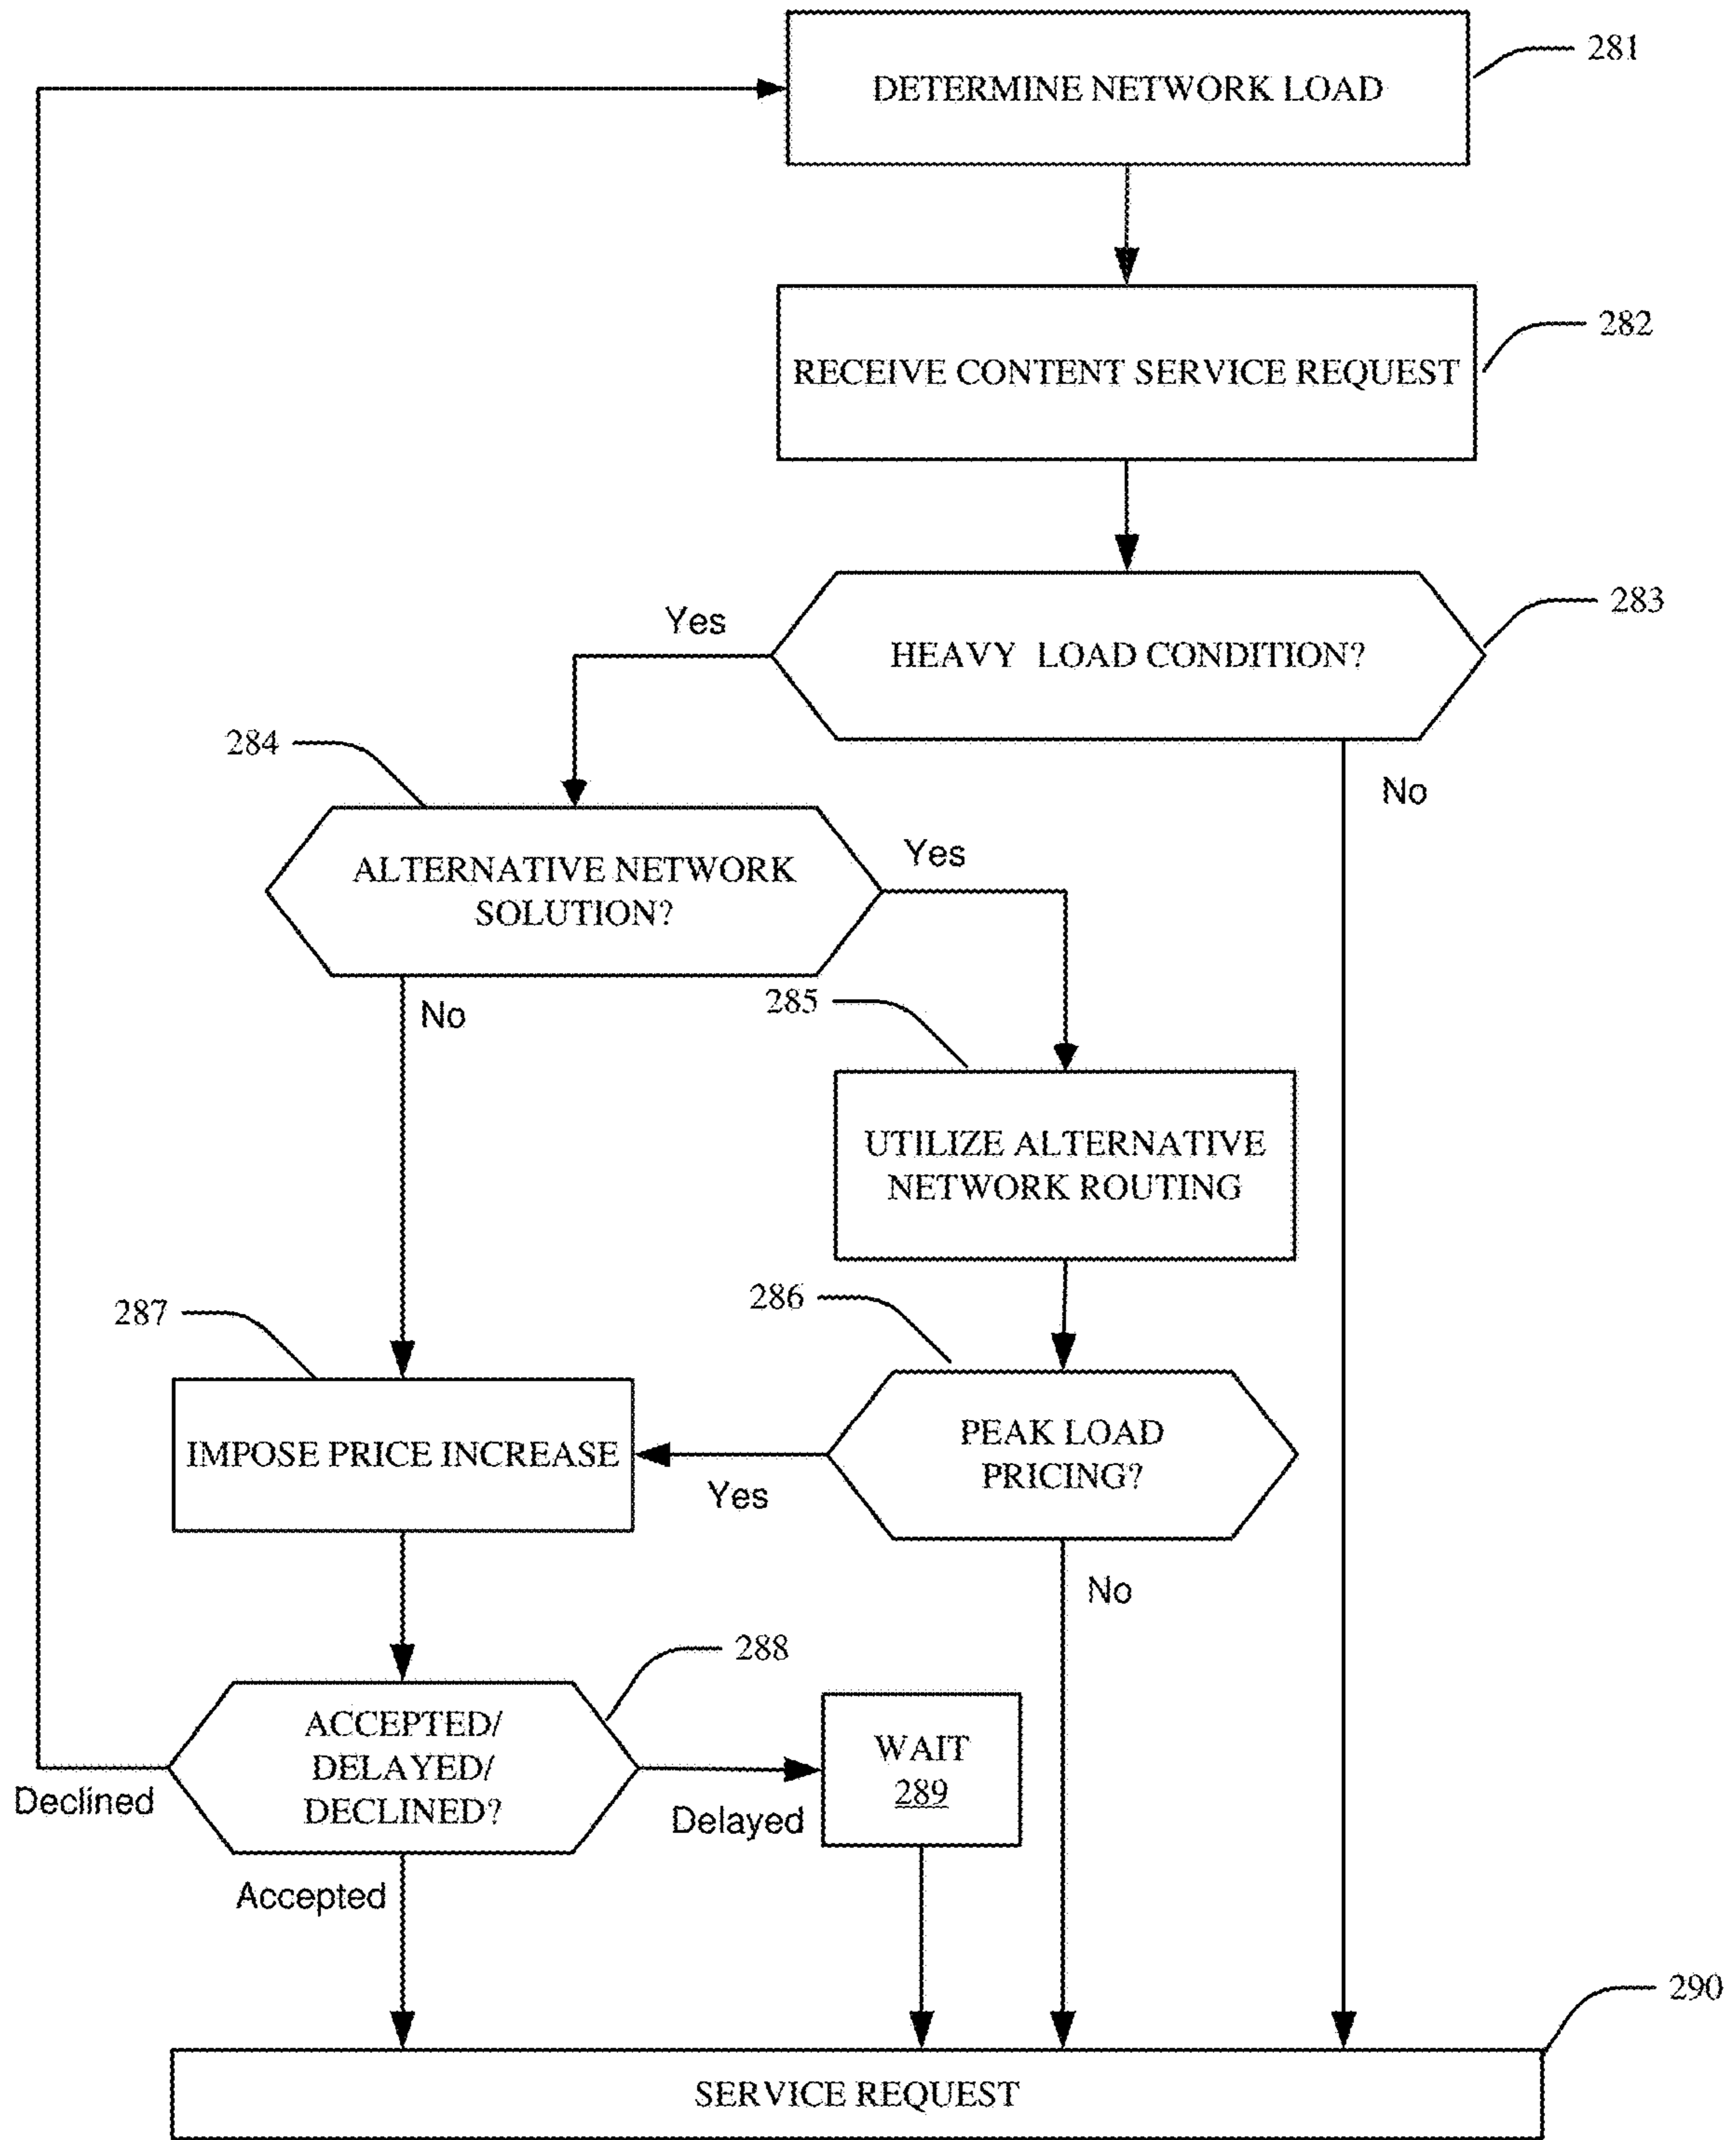 DETERMINE NETWORK LOAD
281
RECEIVE CONTENT SERVICE REQUEST
282
HEAVY LOAD CONDITION?
283
Yes
No
284
ALTERNATIVE NETWORK
SOLUTION?
Yes
No
285
UTILIZE ALTERNATIVE
NETWORK ROUTING
286
287
IMPOSE PRICE INCREASE
PEAK LOAD
PRICING?
Yes
No
288
ACCEPTED/
DELAYED/
DECLINED?
WAIT
289
Declined
Delayed
Accepted
290
SERVICE REQUEST